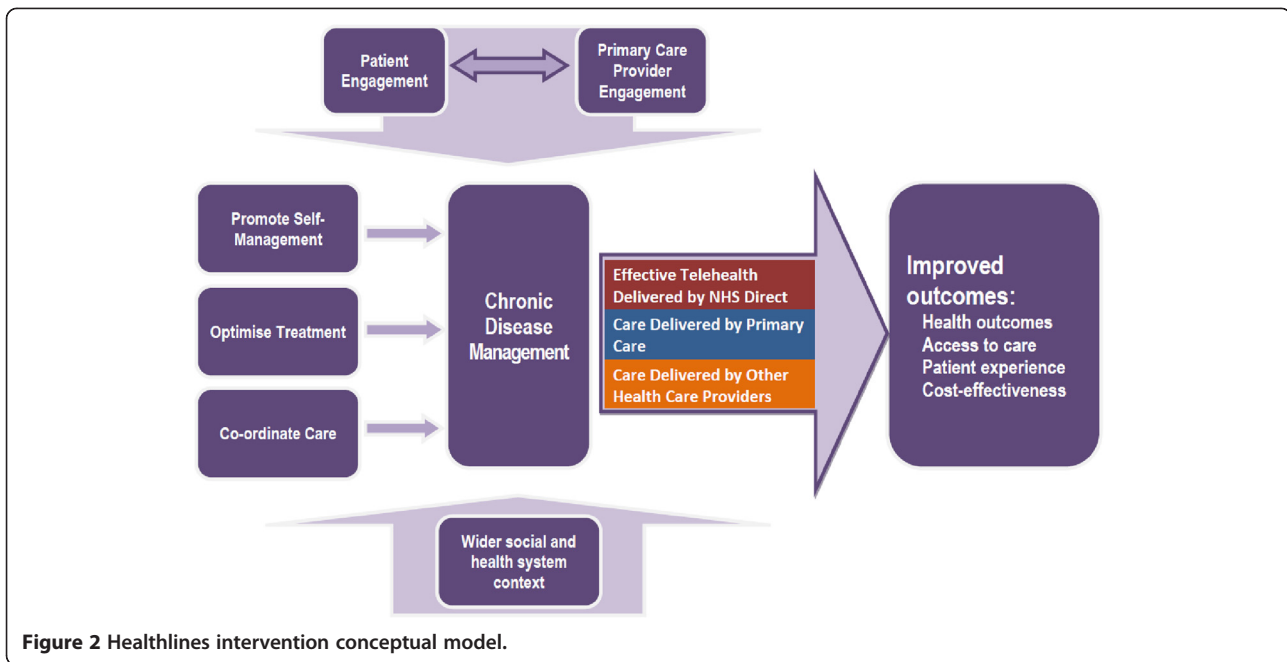 Patient
Engagement
Primary Care
Provider
Engagement
Promote Self-
Management
Optimise Treatment
Co-ordinate Care
Chronic
Disease
Management
Effective Telehealth
Delivered by NHS Direct
Care Delivered by Primary
Care
Care Delivered by Other
Health Care Providers
Improved
outcomes:
Health outcomes
Access to care
Patient experience
Cost-effectiveness
Wider social and
health system
context
Figure 2 Healthlines intervention conceptual model.